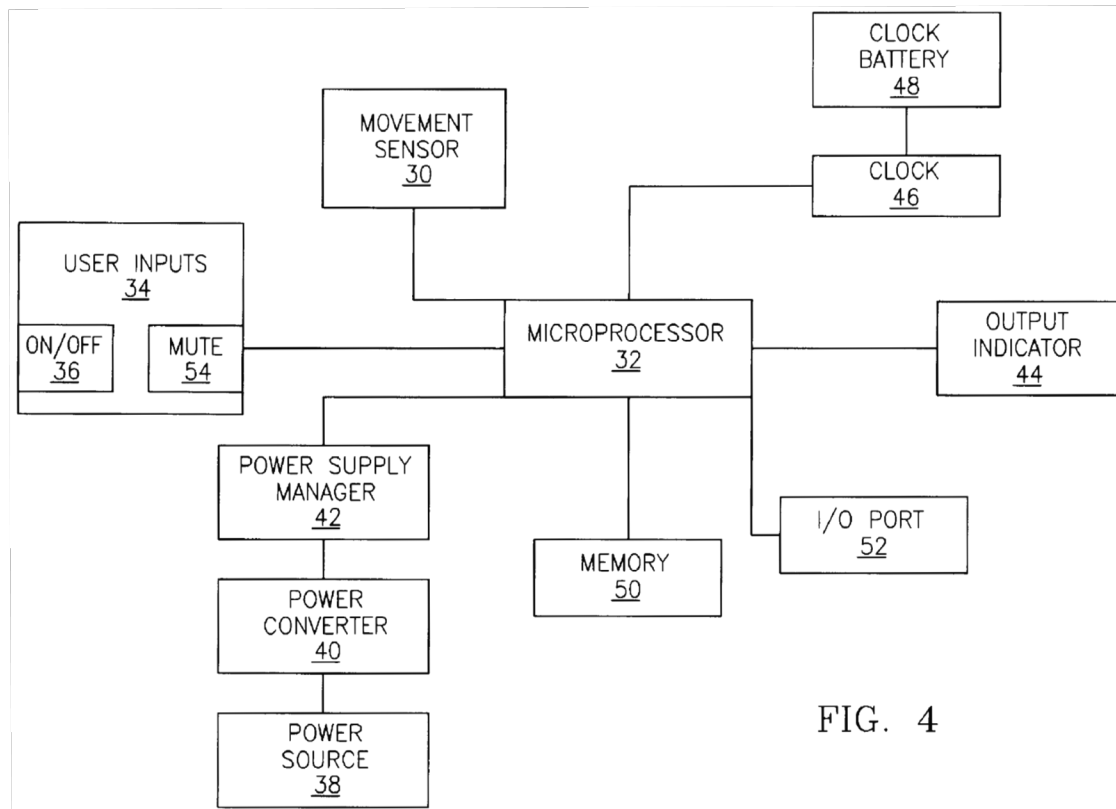 CLOCK
BATTERY
48
MOVEMENT
SENSOR
30
CLOCK
46
USER INPUTS
34
ON/OFF
36
MUTE
54
MICROPROCESSOR
32
OUTPUT
INDICATOR
44
POWER SUPPLY
MANAGER
42
I/O PORT
52
MEMORY
50
POWER
CONVERTER
40
POWER
SOURCE
38
FIG. 4